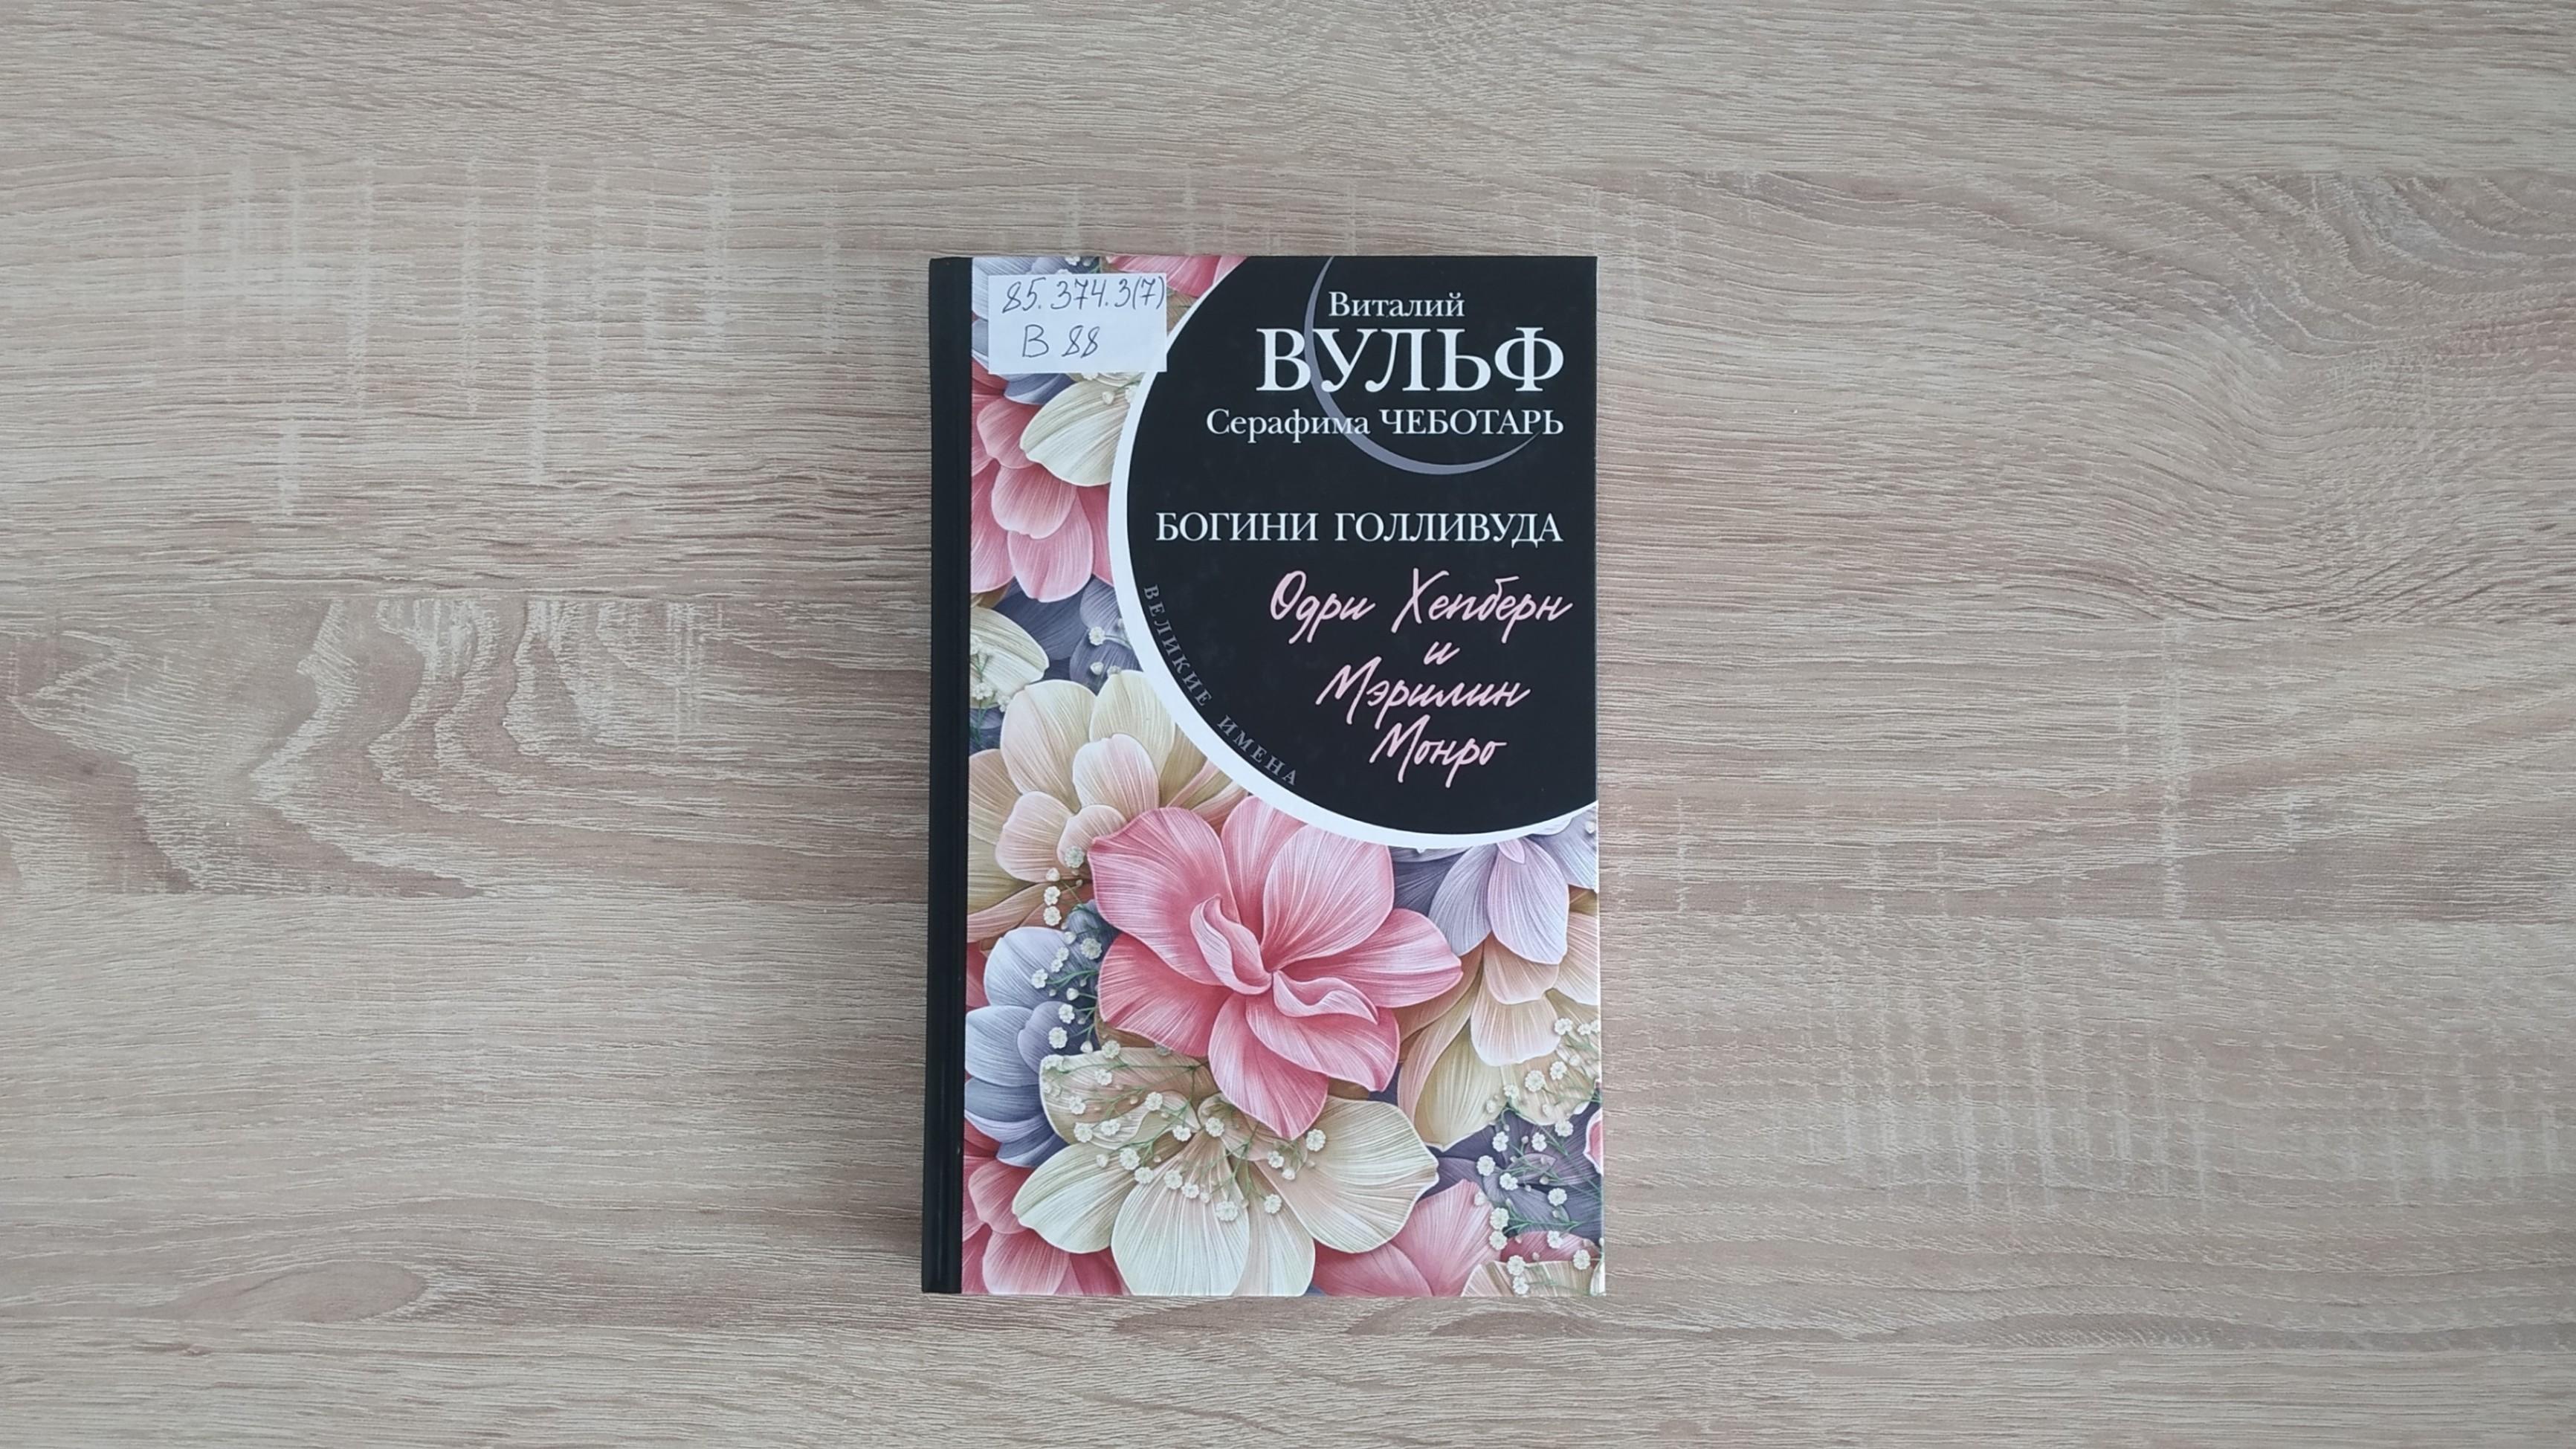 85.374.3(7)
В 88
Виталий
ВУЛЬФ
Серафима ЧЕБОТАРЬ
БОГИНИ ГОЛЛИВУДА
Одри Хепберн
и
Мэрилин
Монро
ВЕЛИКИЕ ИМЕНА